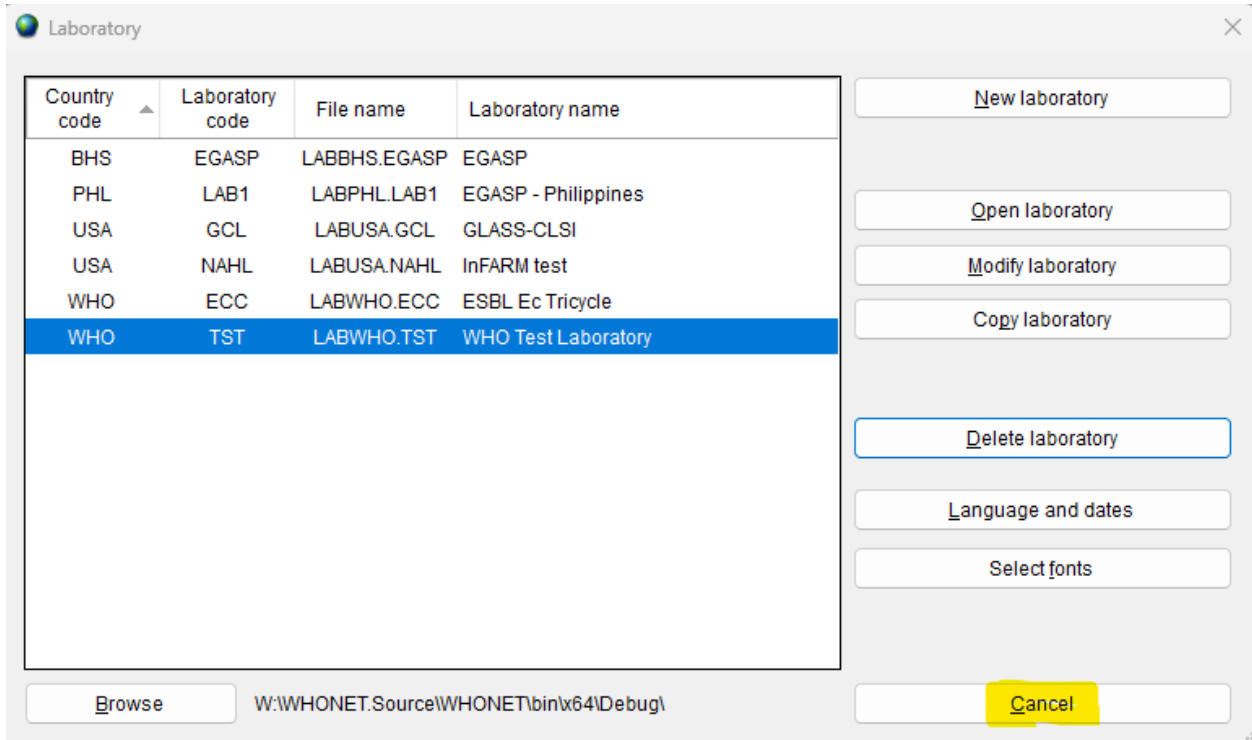 Laboratory
Country code Laboratory code File name Laboratory name
BHS EGASP LABBHS.EGASP EGASP
PHL LAB1 LABPHL.LAB1 EGASP - Philippines
USA GCL LABUSA.GCL GLASS-CLSI
USA NAHL LABUSA.NAHL InFARM test
WHO ECC LABWHO.ECC ESBL Ec Tricycle
WHO TST LABWHO.TST WHO Test Laboratory
New laboratory
Open laboratory
Modify laboratory
Copy laboratory
Delete laboratory
Language and dates
Select fonts
Browse W:\WHONET.Source\WHONET\bin\x64\Debug\
Cancel